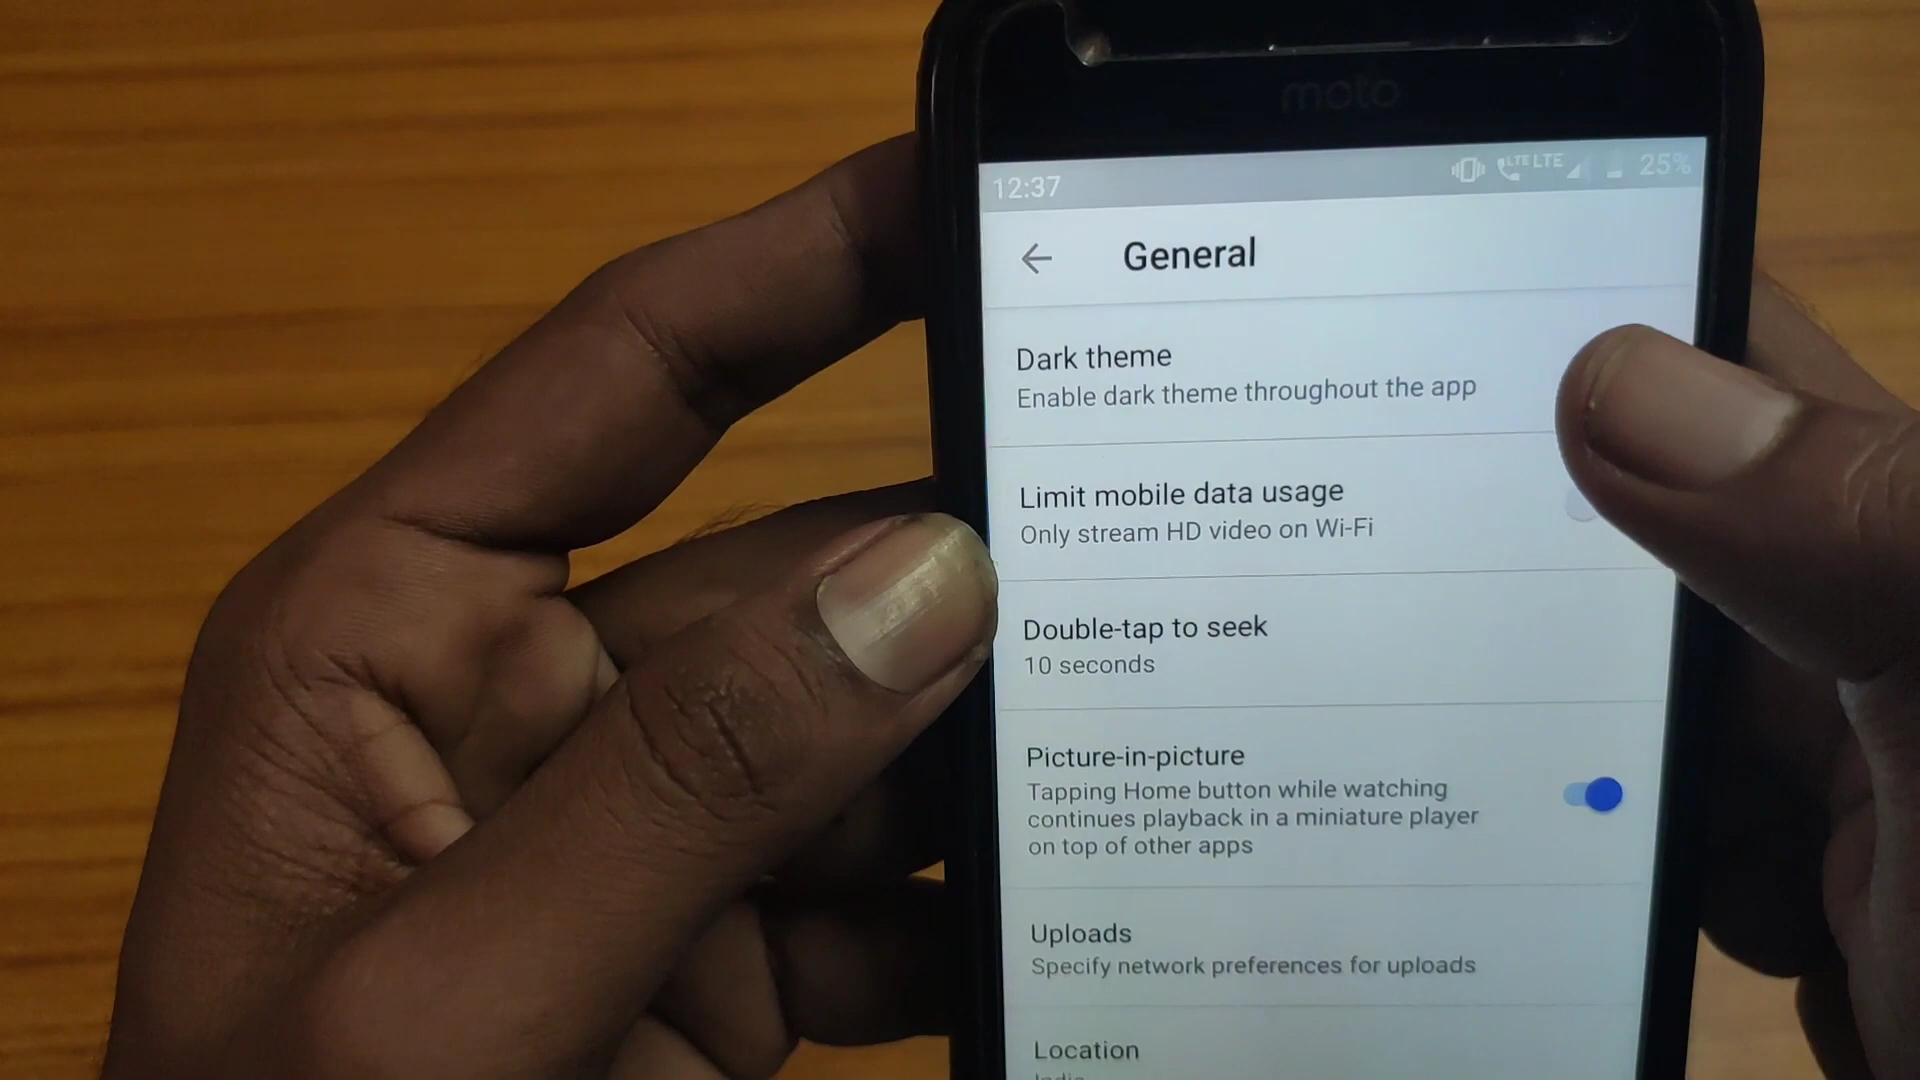 moto
12:37
LTE LTE 25%
General
Dark theme
Enable dark theme throughout the app
Limit mobile data usage
Only stream HD video on Wi-Fi
Double-tap to seek
10 seconds
Picture-in-picture
Tapping Home button while watching
continues playback in a miniature player
on top of other apps
Uploads
Specify network preferences for uploads
Location